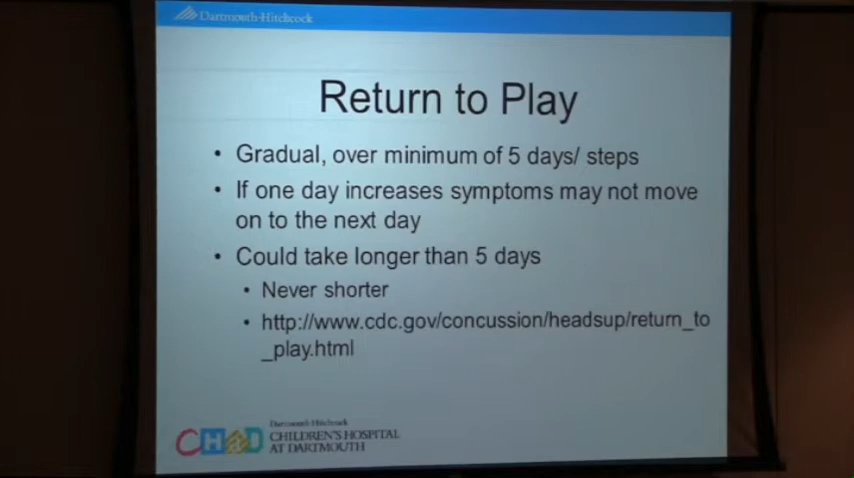 Dartmouth-Hitchcock
Return to Play
• Gradual, over minimum of 5 days/ steps
• If one day increases symptoms may not move
on to the next day
• Could take longer than 5 days
• Never shorter
• http://www.cdc.gov/concussion/headsup/return_to
_play.html
Dartmouth-Hitchcock
CHaD
CHILDREN'S HOSPITAL
AT DARTMOUTH